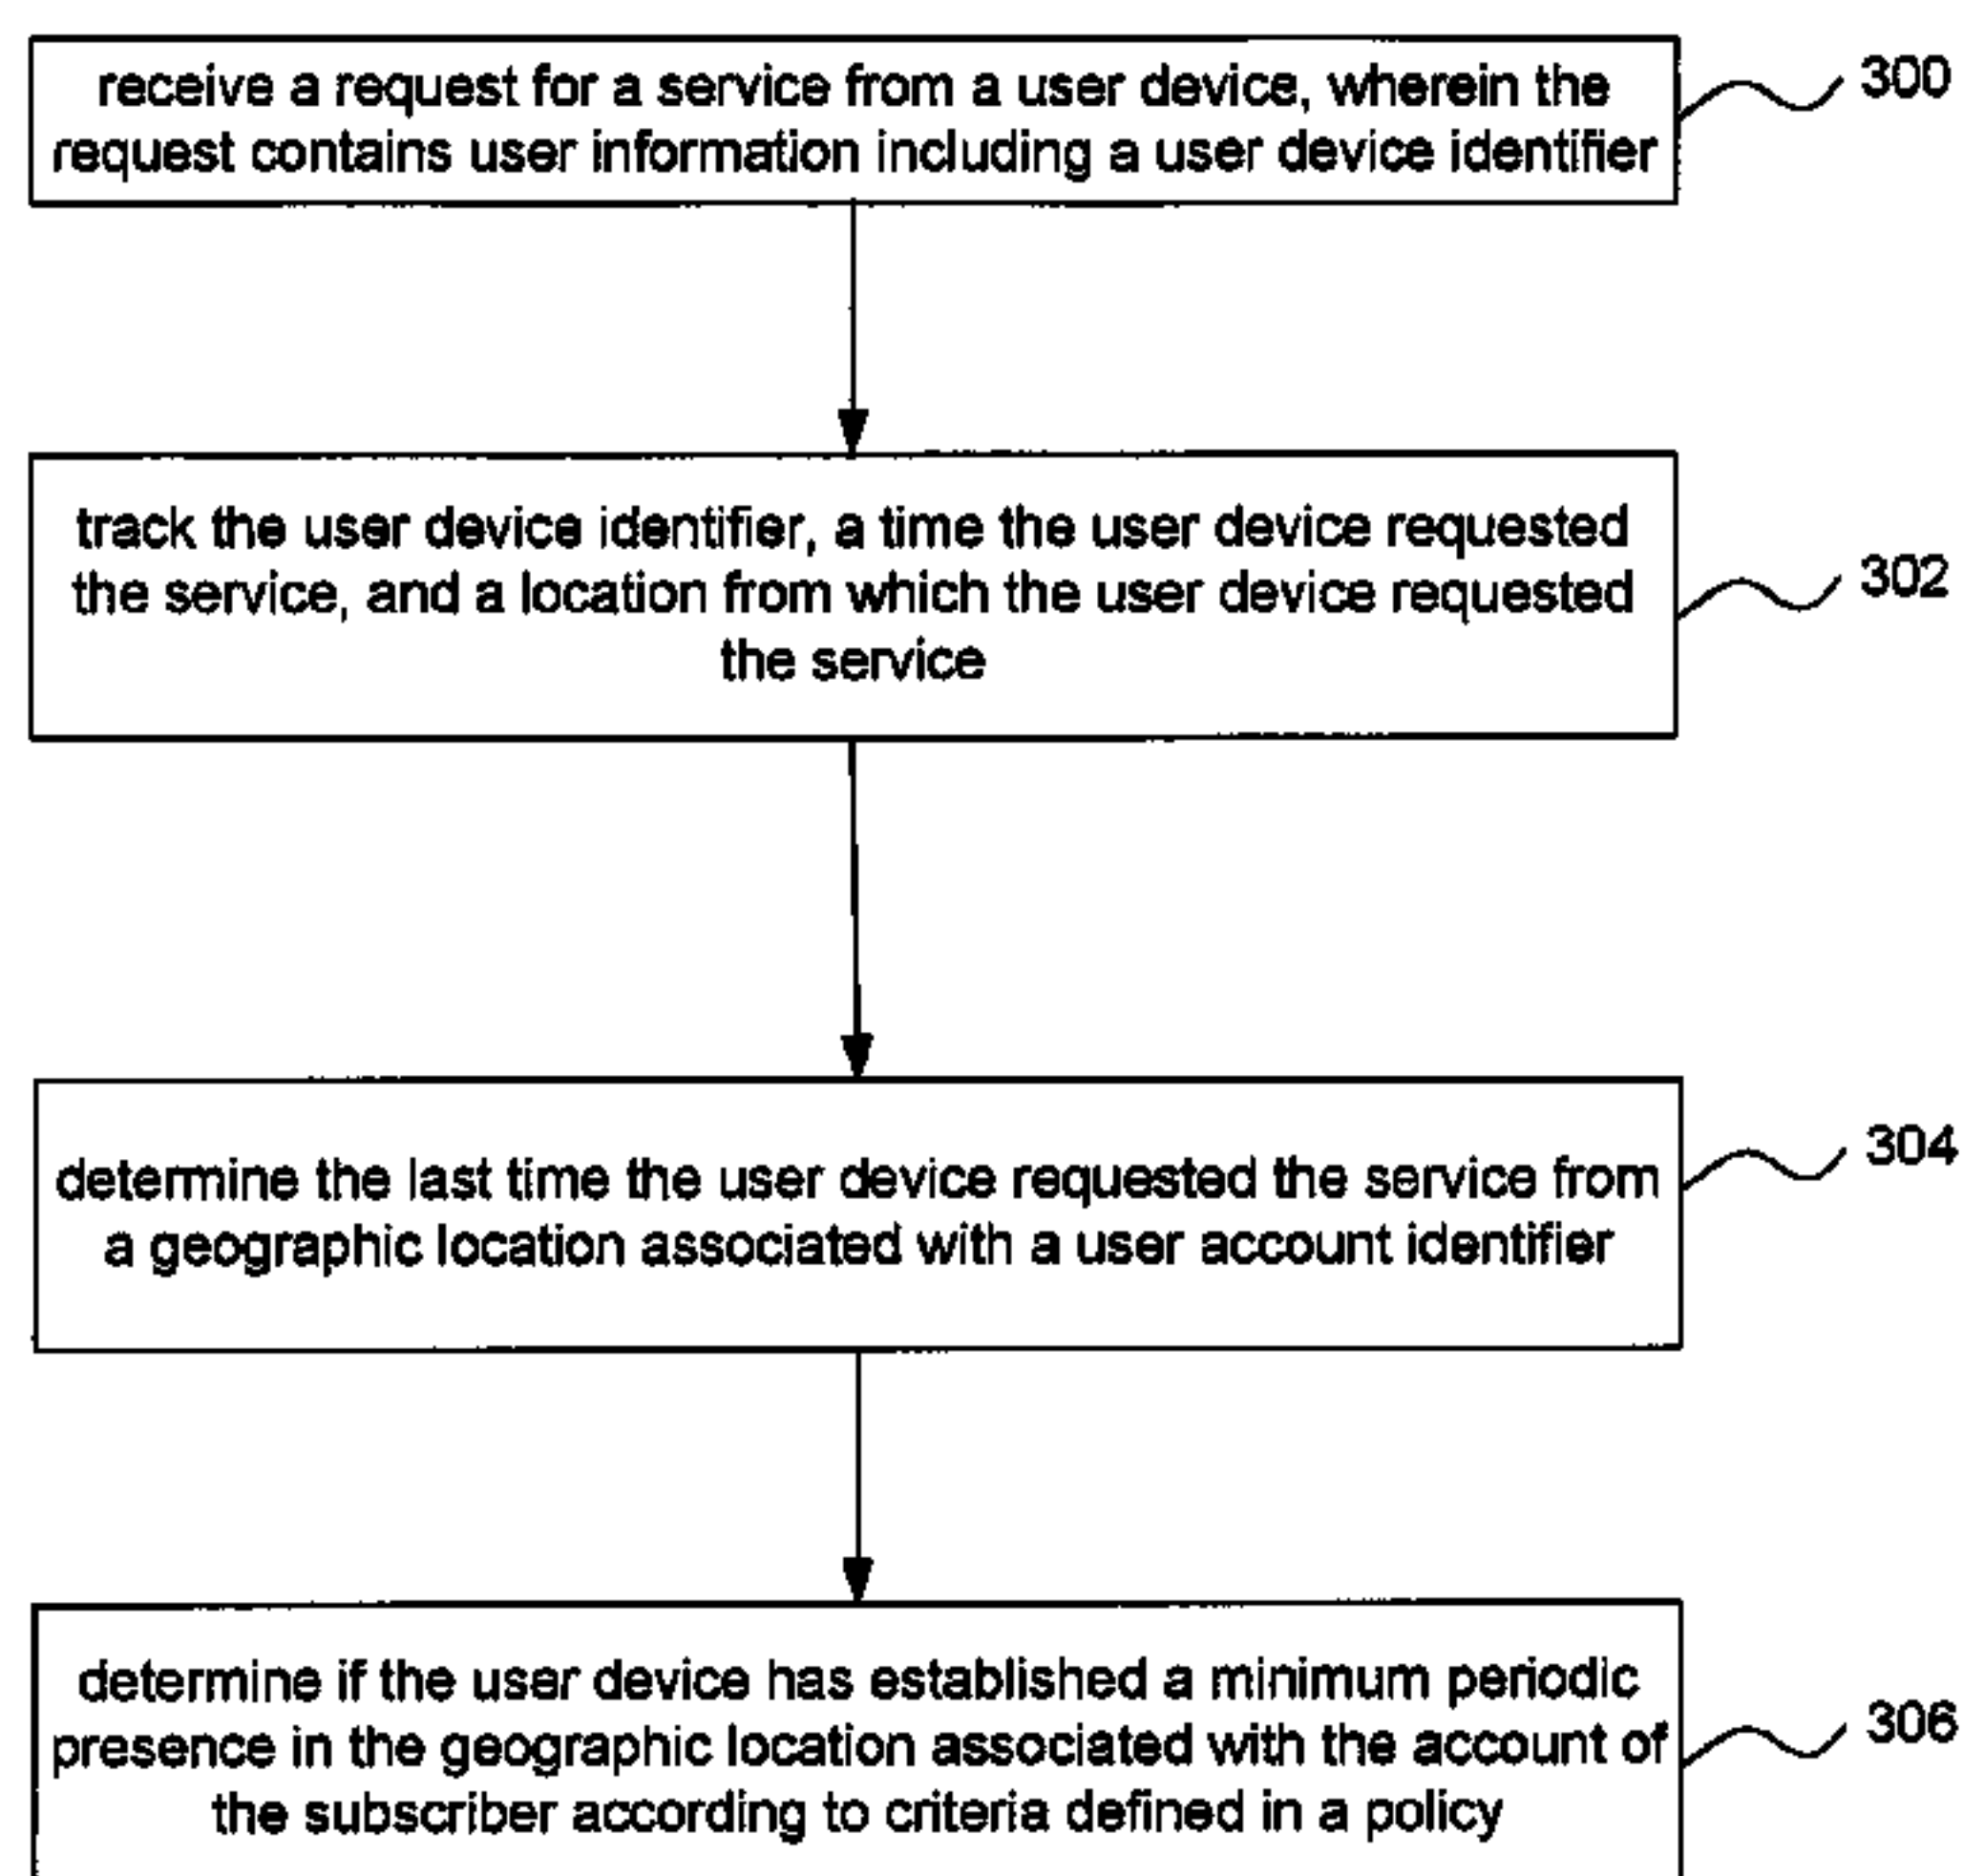 receive a request for a service from a user device, wherein the
request contains user information including a user device identifier
300
track the user device identifier, a time the user device requested
the service, and a location from which the user device requested
the service
302
determine the last time the user device requested the service from
a geographic location associated with a user account identifier
304
determine if the user device has established a minimum periodic
presence in the geographic location associated with the account of
the subscriber according to criteria defined in a policy
306